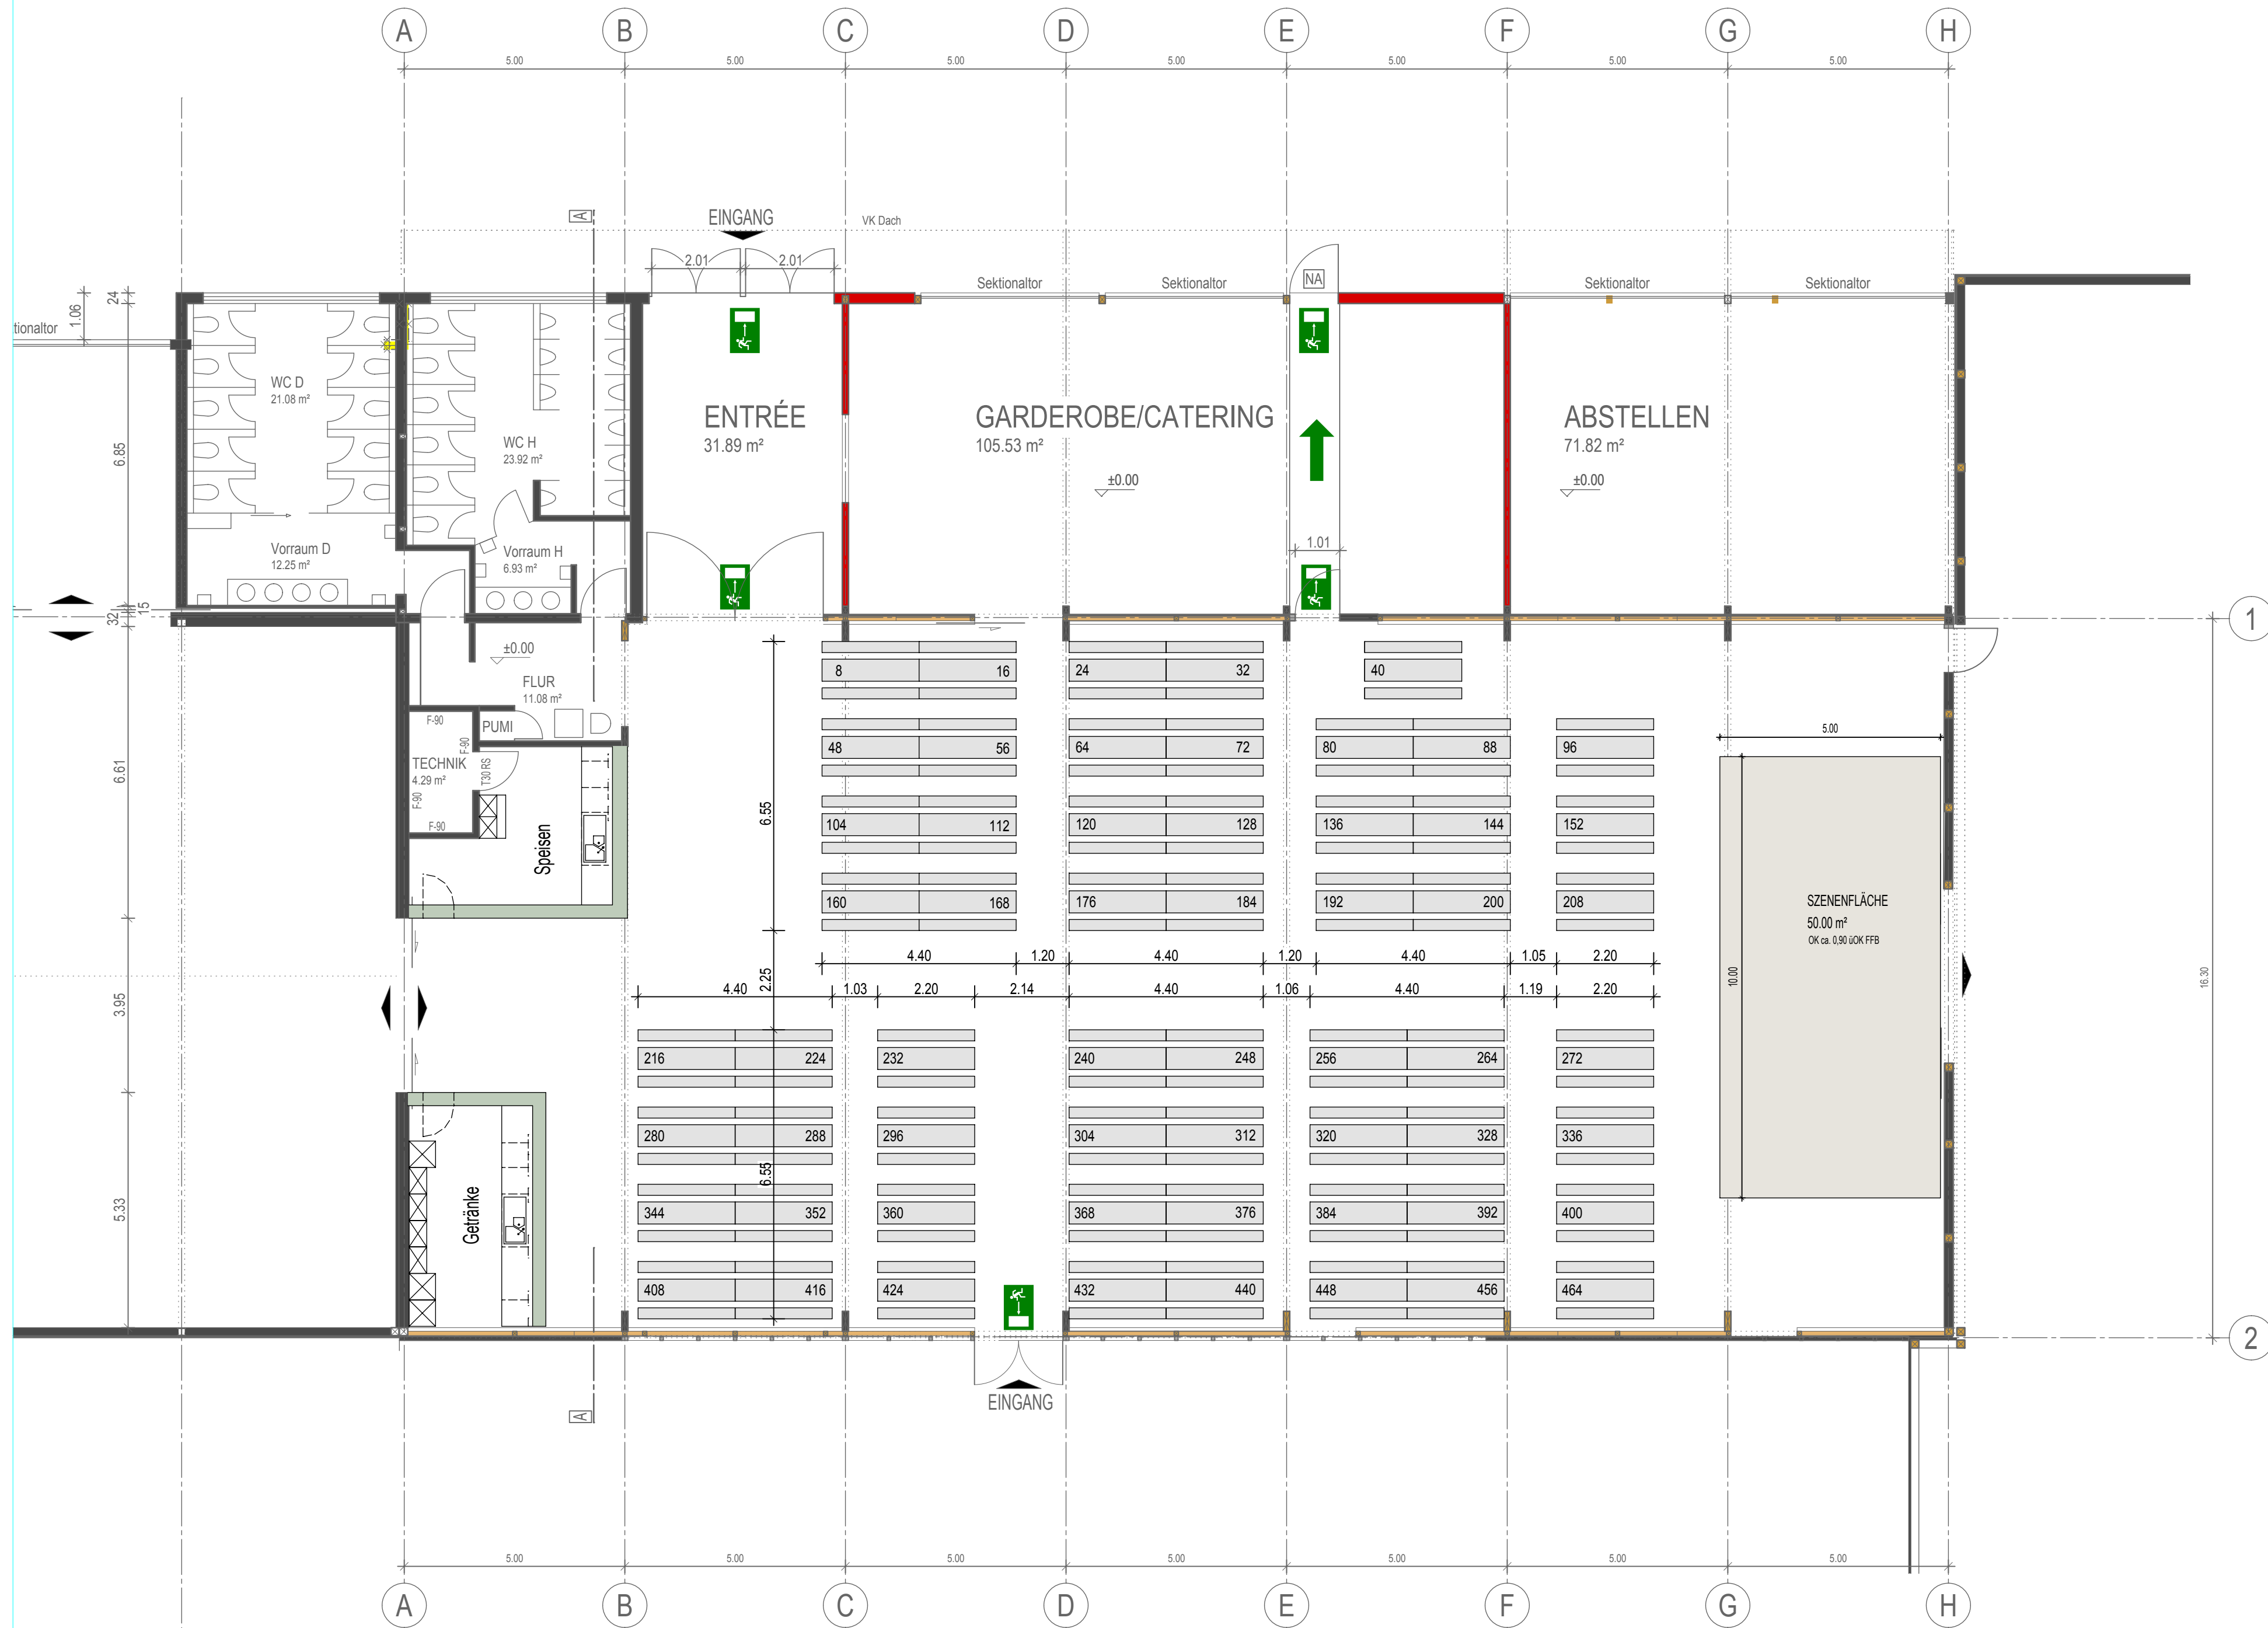 A B C D E F G H
5.00 5.00 5.00 5.00 5.00 5.00 5.00
A
EINGANG
VK Dach
2.01 2.01
NA
Sektionaltor Sektionaltor Sektionaltor Sektionaltor
tionaltor
1.06
24
6.85
15
32
6.61
3.95
5.33
WC D
21.08 m²
WC H
23.92 m²
ENTRÉE
31.89 m²
GARDEROBE/CATERING
105.53 m²
±0.00
ABSTELLEN
71.82 m²
±0.00
Vorraum D
12.25 m²
Vorraum H
6.93 m²
1.01
1
±0.00
FLUR
11.08 m²
PUMI
F-90
F-90
TECHNIK
4.29 m²
T30 RS
F-90
F-90
Speisen
8 16 24 32 40
48 56 64 72 80 88 96
104 112 120 128 136 144 152
160 168 176 184 192 200 208
6.55
2.25
6.55
5.00
10.00
SZENENFLÄCHE
50.00 m²
OK ca. 0,90 üOK FFB
16.30
4.40 1.20 4.40 1.20 4.40 1.05 2.20
4.40 1.03 2.20 2.14 4.40 1.06 4.40 1.19 2.20
216 224 232 240 248 256 264 272
280 288 296 304 312 320 328 336
344 352 360 368 376 384 392 400
408 416 424 432 440 448 456 464
Getränke
2
EINGANG
A
5.00 5.00 5.00 5.00 5.00 5.00 5.00
A B C D E F G H